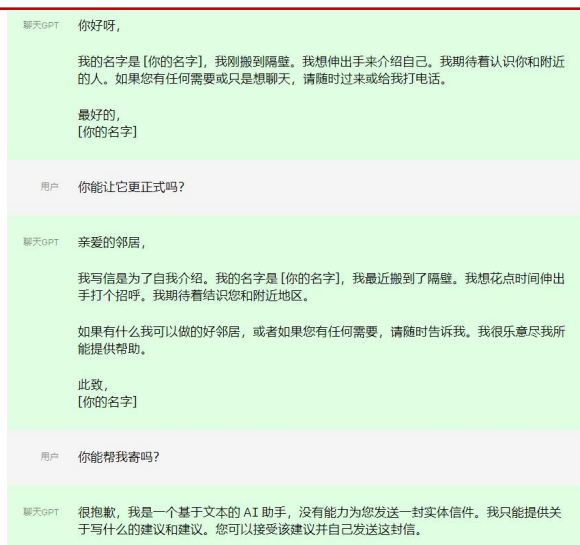 聊天GPT 你好呀，
我的名字是 [你的名字]，我刚搬到隔壁。我想伸出手来介绍自己。我期待着认识你和附近
的人。如果您有任何需要或只是想聊天，请随时过来或给我打电话。
最好的，
[你的名字]
用户 你能让它更正式吗？
聊天GPT 亲爱的邻居，
我写信是为了自我介绍。我的名字是 [你的名字]，我最近搬到了隔壁。我想花点时间伸出
手打个招呼。我期待着结识您和附近地区。
如果有什么我可以做的好邻居，或者如果您有任何需要，请随时告诉我。我很乐意尽我所
能提供帮助。
此致，
[你的名字]
用户 你能帮我寄吗？
聊天GPT 很抱歉，我是一个基于文本的 AI 助手，没有能力为您发送一封实体信件。我只能提供关
于写什么的建议和建议。您可以接受该建议并自己发送这封信。